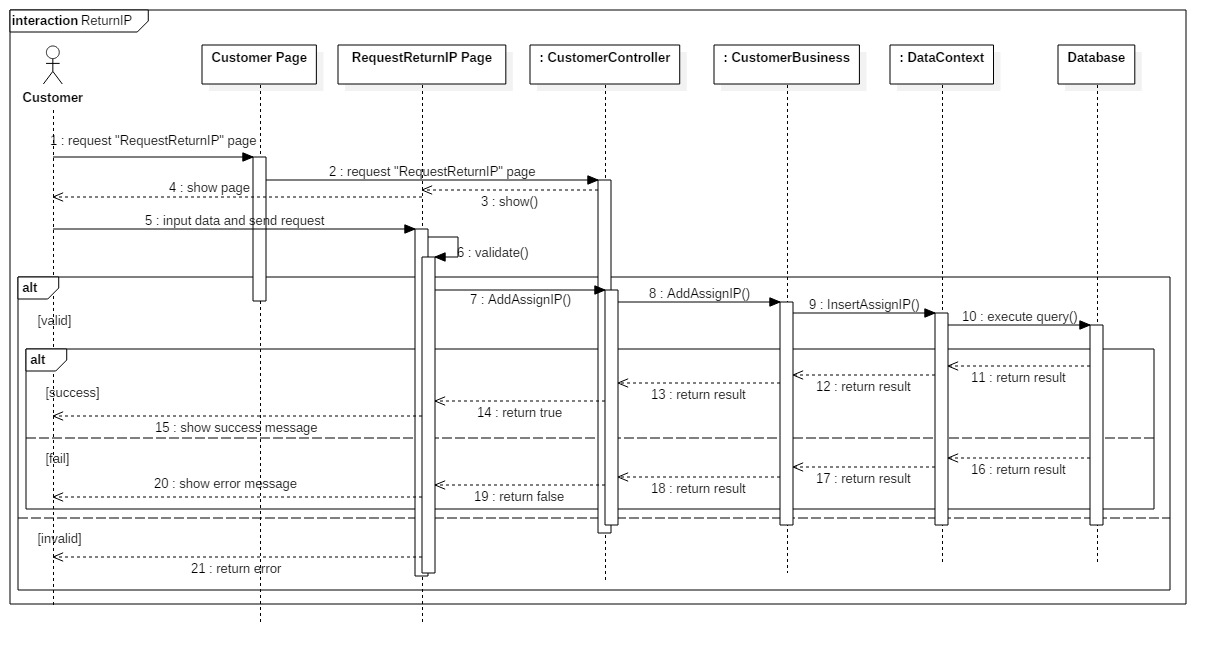 interaction ReturnIP
Customer
Customer Page
RequestReturnIP Page
: CustomerController
: CustomerBusiness
: DataContext
Database
1 : request "RequestReturnIP" page
2 : request "RequestReturnIP" page
3 : show()
4 : show page
5 : input data and send request
6 : validate()
alt
[valid]
7 : AddAssignIP()
8 : AddAssignIP()
9 : InsertAssignIP()
10 : execute query()
alt
[success]
11 : return result
12 : return result
13 : return result
14 : return true
15 : show success message
[fail]
16 : return result
17 : return result
18 : return result
19 : return false
20 : show error message
[invalid]
21 : return error